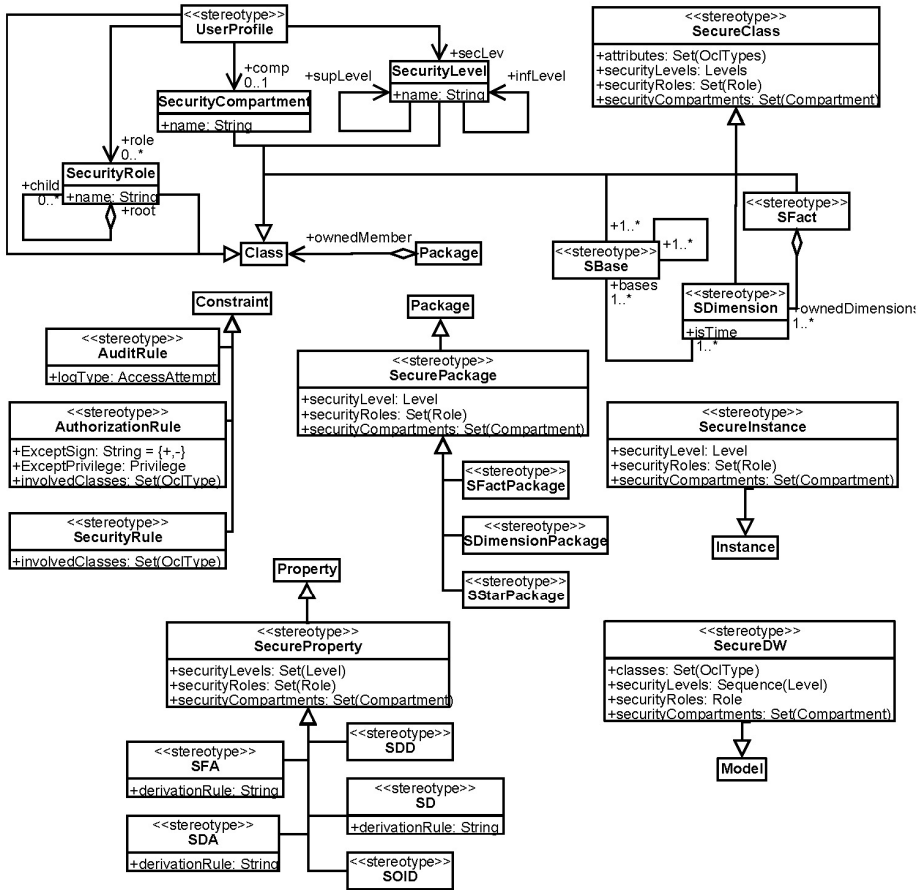 <<stereotype>>
UserProfile
+comp
0..1
+secLev
SecurityLevel
+name: String
+supLevel
+infLevel
SecurityCompartment
+name: String
+role
0..*
SecurityRole
+name: String
+child
0..*
+root
Class
+ownedMember
Package
<<stereotype>>
SecureClass
+attributes: Set(OclTypes)
+securityLevels: Levels
+securityRoles: Set(Role)
+securityCompartments: Set(Compartment)
<<stereotype>>
SFact
+1..*
<<stereotype>>
SBase
+1..*
+bases
1..*
<<stereotype>>
SDimension
+isTime
1..*
+ownedDimensions
1..*
Constraint
<<stereotype>>
AuditRule
+logType: AccessAttempt
<<stereotype>>
AuthorizationRule
+ExceptSign: String = {+,-}
+ExceptPrivilege: Privilege
+involvedClasses: Set(OclType)
<<stereotype>>
SecurityRule
+involvedClasses: Set(OclType)
Package
<<stereotype>>
SecurePackage
+securityLevel: Level
+securityRoles: Set(Role)
+securityCompartments: Set(Compartment)
<<stereotype>>
SFactPackage
<<stereotype>>
SDimensionPackage
<<stereotype>>
SStarPackage
<<stereotype>>
SecureInstance
+securityLevel: Level
+securityRoles: Set(Role)
+securityCompartments: Set(Compartment)
Instance
Property
<<stereotype>>
SecureProperty
+securityLevels: Set(Level)
+securityRoles: Set(Role)
+securityCompartments: Set(Compartment)
<<stereotype>>
SFA
+derivationRule: String
<<stereotype>>
SDA
+derivationRule: String
<<stereotype>>
SDD
<<stereotype>>
SD
+derivationRule: String
<<stereotype>>
SOID
<<stereotype>>
SecureDW
+classes: Set(OclType)
+securityLevels: Sequence(Level)
+securityRoles: Role
+securityCompartments: Set(Compartment)
Model